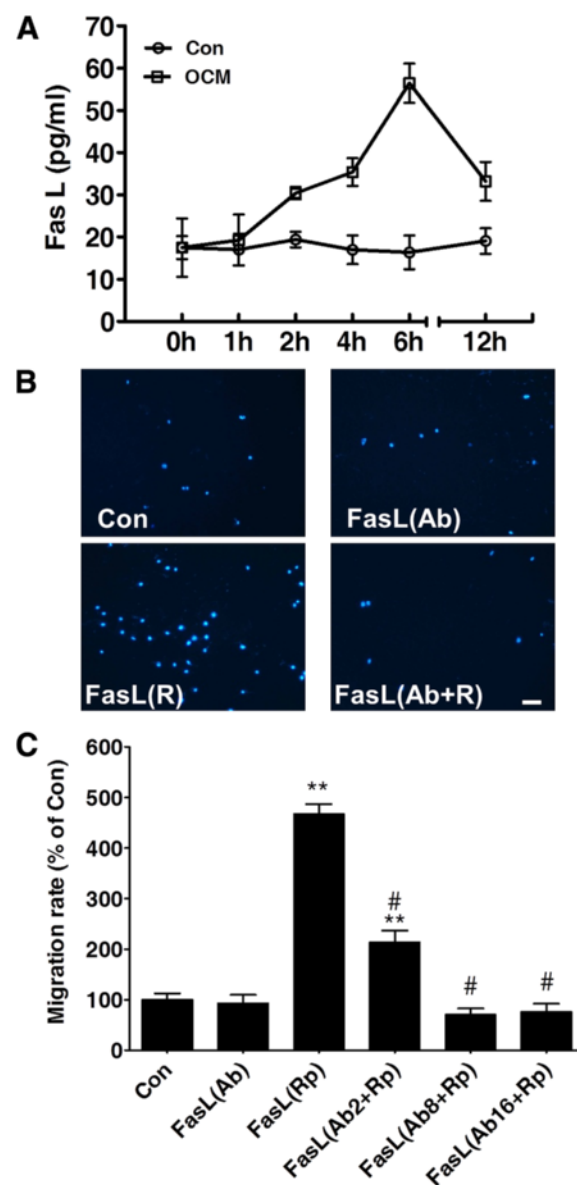 A
Con
OCM
Fas L (pg/ml)
70
60
50
40
30
20
10
0
0h 1h 2h 4h 6h 12h
B
Con
FasL(Ab)
FasL(R)
FasL(Ab+R)
C
Migration rate (% of Con)
600
500
400
300
200
100
0
**
#
**
#
#
Con
FasL(Ab)
FasL(Rp)
FasL(Ab2+Rp)
FasL(Ab8+Rp)
FasL(Ab16+Rp)